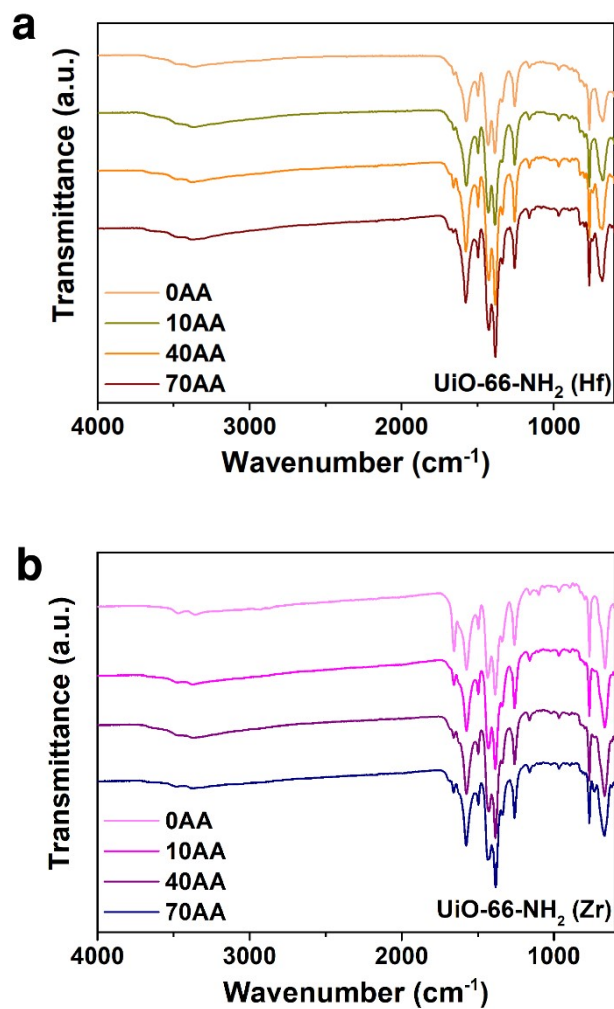 a
Transmittance (a.u.)
0AA
10AA
40AA
70AA
UiO-66-NH₂ (Hf)
4000 3000 2000 1000
Wavenumber (cm⁻¹)
b
Transmittance (a.u.)
0AA
10AA
40AA
70AA
UiO-66-NH₂ (Zr)
4000 3000 2000 1000
Wavenumber (cm⁻¹)